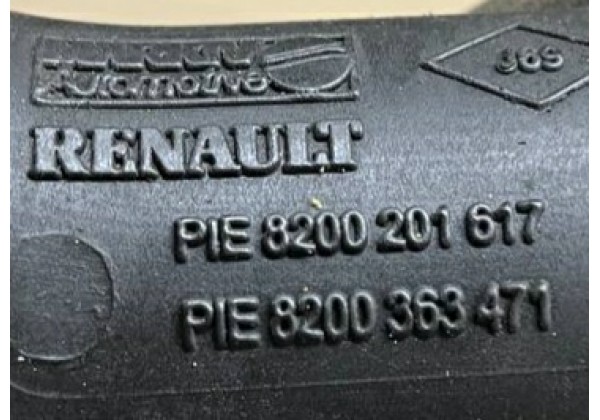 Automotive
RENAULT
PIE 8200 201 617
PIE 8200 363 471